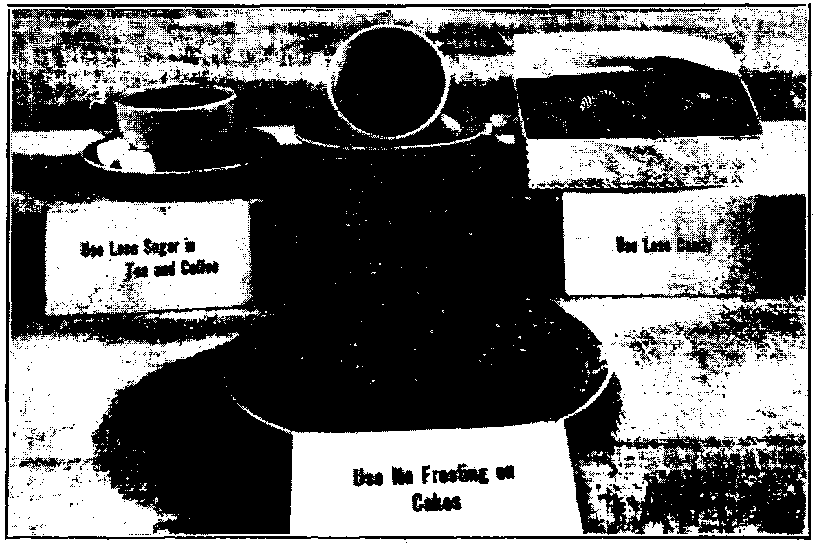 Use Less Sugar in
Tea and Coffee
Use Less Candy
Use No Frosting on
Cakes